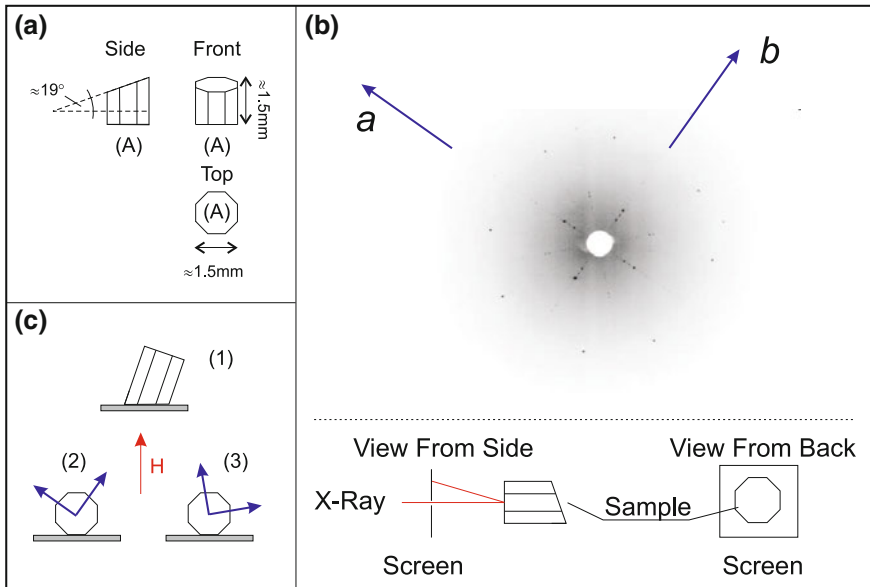 (a)
Side
Front
≈19°
≈1.5mm
(A)
(A)
Top
(A)
≈1.5mm
(b)
a
b
View From Side
View From Back
X-Ray
Sample
Screen
Screen
(c)
(1)
H
(2)
(3)